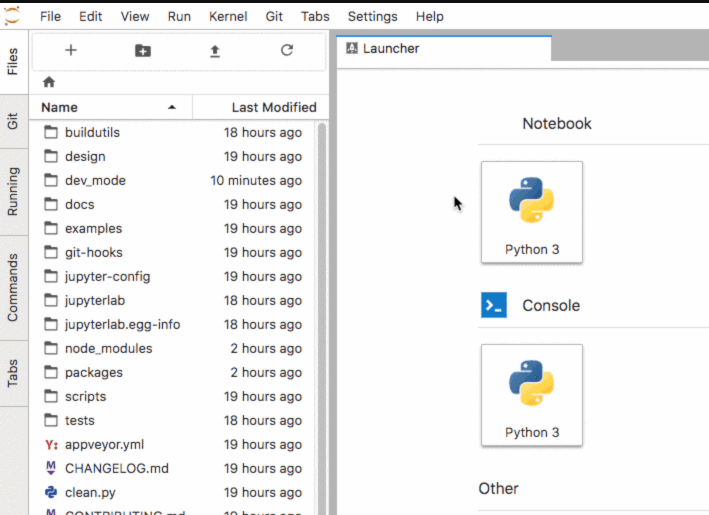 File Edit View Run Kernel Git Tabs Settings Help
Files
Git
Running
Commands
Tabs
Name Last Modified
buildutils 18 hours ago
design 19 hours ago
dev_mode 10 minutes ago
docs 19 hours ago
examples 19 hours ago
git-hooks 19 hours ago
jupyter-config 19 hours ago
jupyterlab 18 hours ago
jupyterlab.egg-info 18 hours ago
node_modules 2 hours ago
packages 2 hours ago
scripts 19 hours ago
tests 18 hours ago
Y: appveyor.yml 19 hours ago
M CHANGELOG.md 19 hours ago
clean.py 19 hours ago
M CONTRIBUTING.md 19 hours ago
Launcher
Notebook
Python 3
Console
Python 3
Other